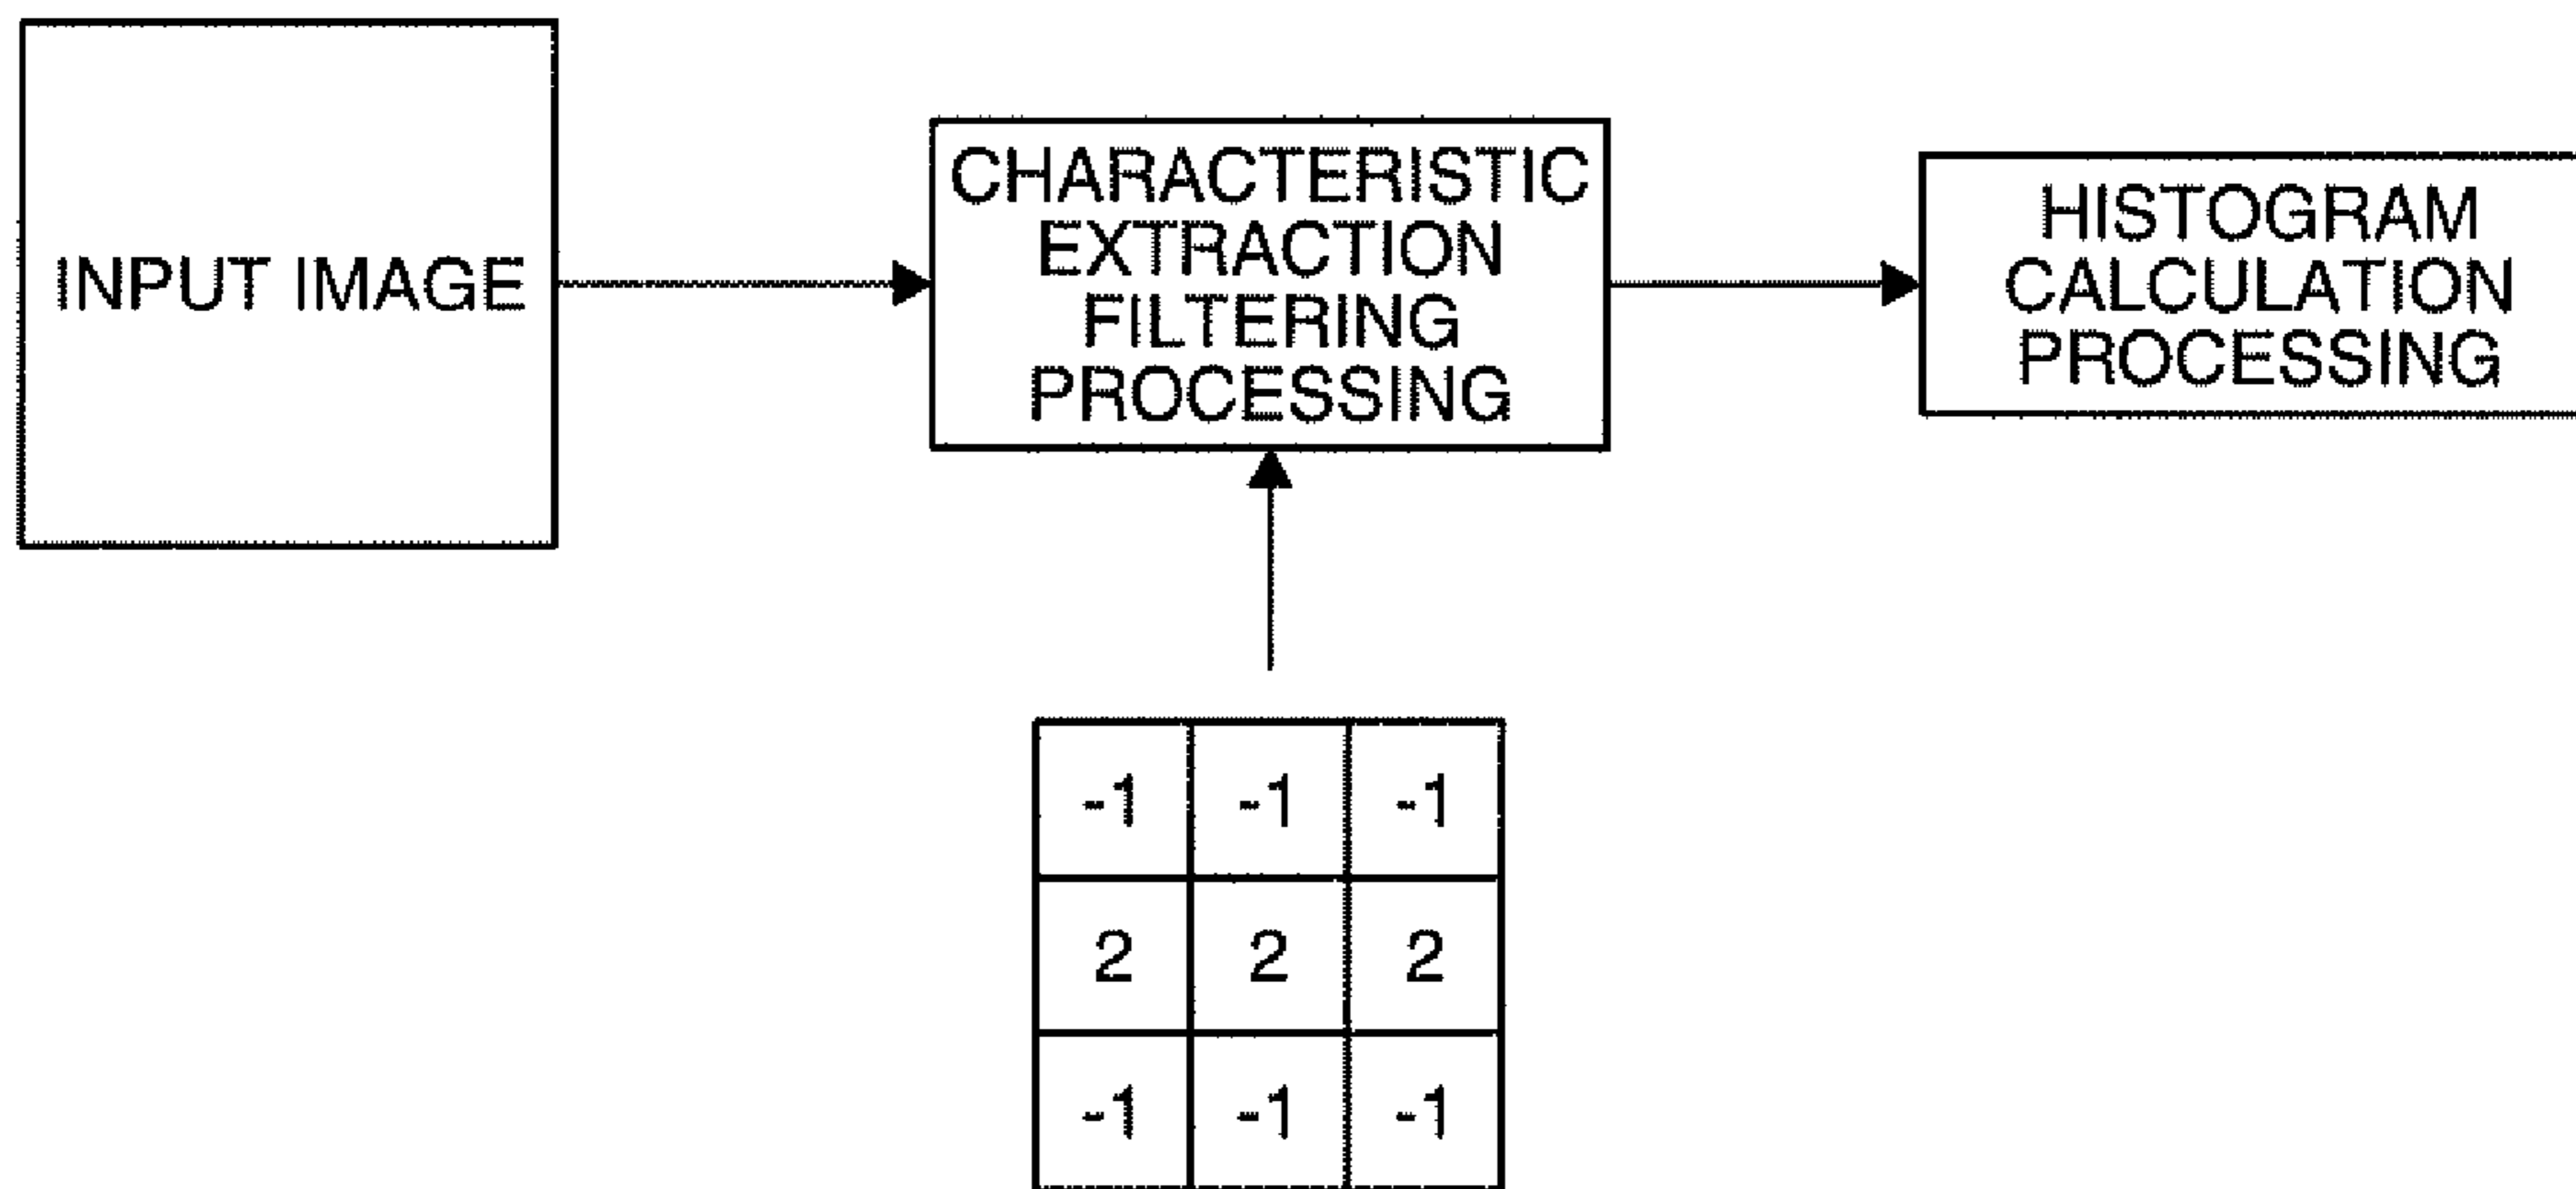 INPUT IMAGE
CHARACTERISTIC
EXTRACTION
FILTERING
PROCESSING
HISTOGRAM
CALCULATION
PROCESSING
-1 -1 -1
2 2 2
-1 -1 -1